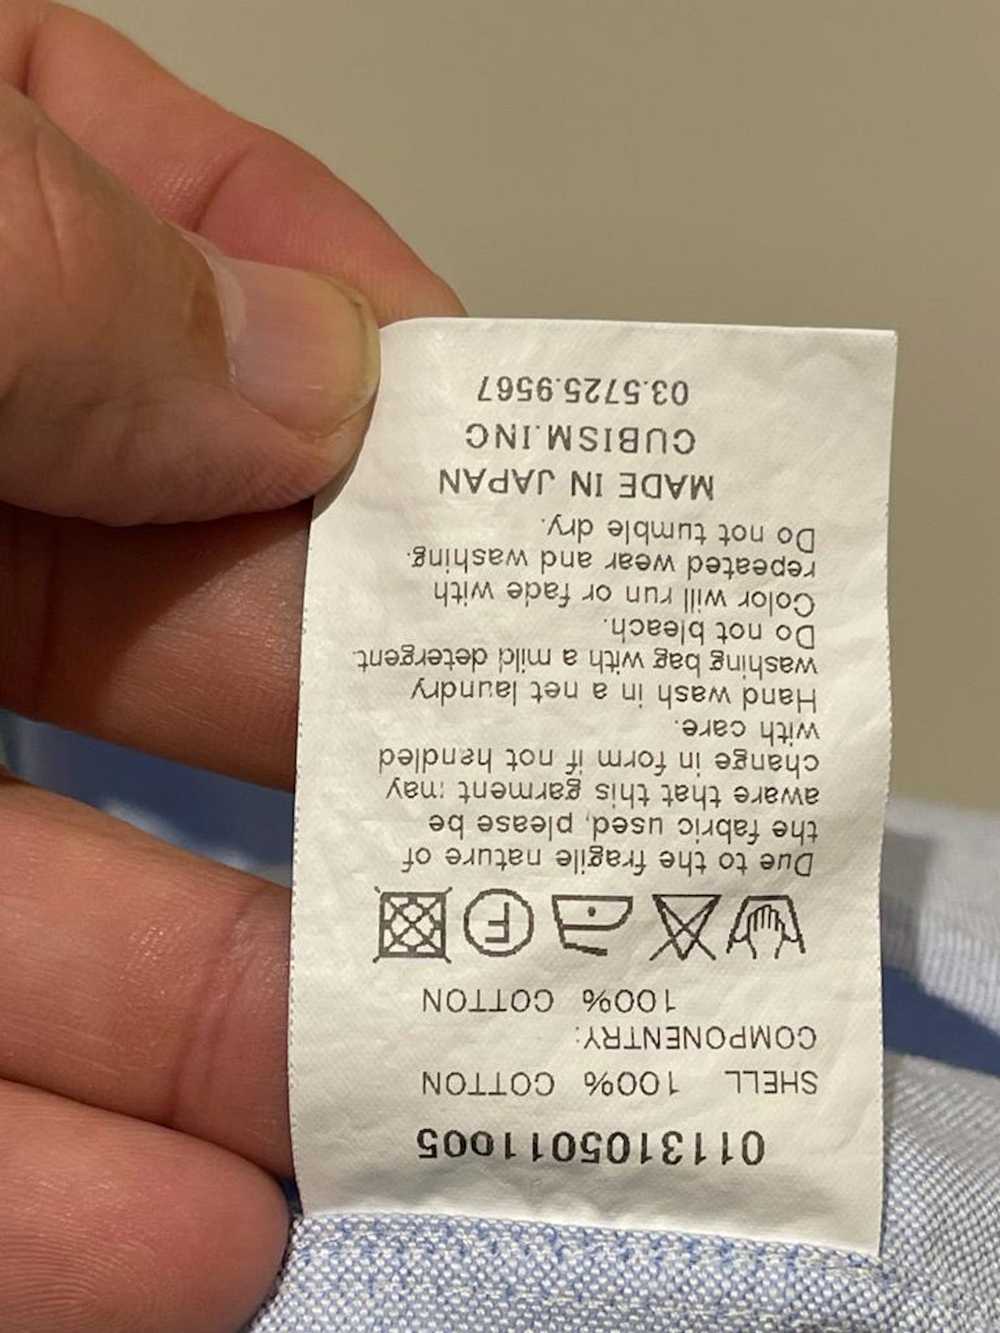 0113105011005
SHELL 100% COTTON
COMPONENTRY:
100% COTTON
F
Due to the fragile nature of
the fabric used, please be
aware that this garment may
change in form if not handled
with care.
Hand wash in a net laundry
washing bag with a mild detergent.
Do not bleach.
Color will run or fade with
repeated wear and washing.
Do not tumble dry.
MADE IN JAPAN
CUBISM.INC
03.5725.9567